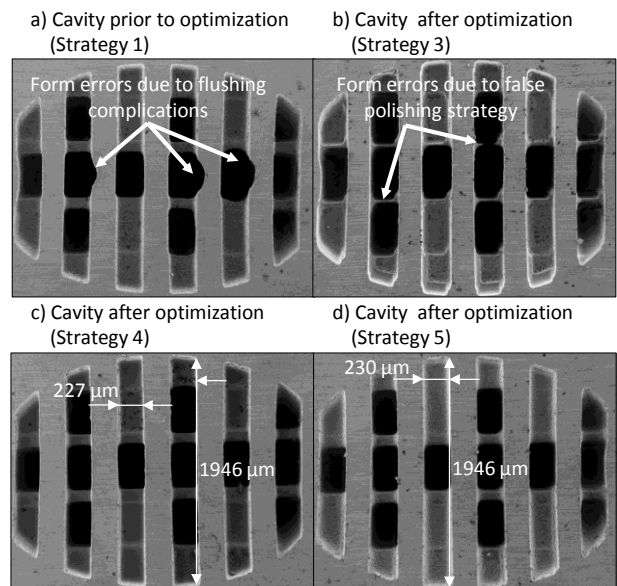 a) Cavity prior to optimization
(Strategy 1)
b) Cavity after optimization
(Strategy 3)
Form errors due to flushing
complications
Form errors due to false
polishing strategy
c) Cavity after optimization
(Strategy 4)
d) Cavity after optimization
(Strategy 5)
227 µm
1946 µm
230 µm
1946 µm